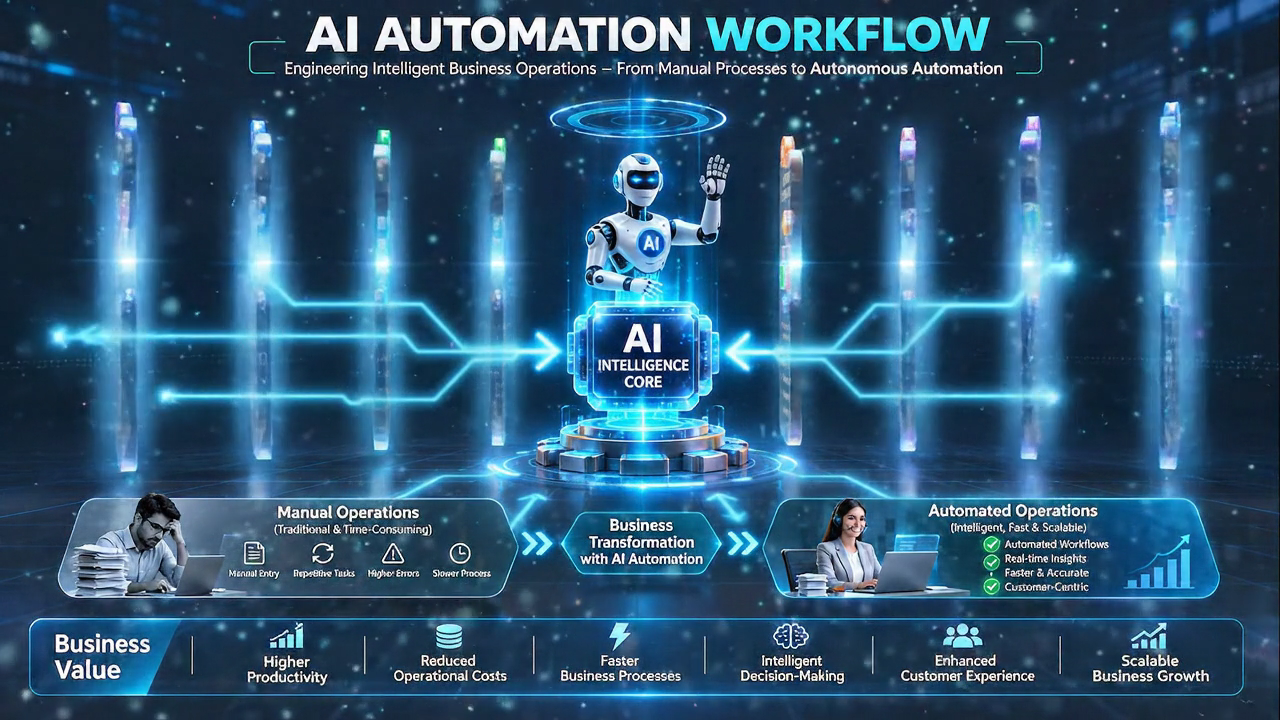 AI AUTOMATION WORKFLOW
Engineering Intelligent Business Operations – From Manual Processes to Autonomous Automation
AI
AI
INTELLIGENCE
CORE
Manual Operations
(Traditional & Time-Consuming)
Manual Entry
Repetitive Tasks
Higher Errors
Slower Process
Business
Transformation
with AI Automation
Automated Operations
(Intelligent, Fast & Scalable)
Automated Workflows
Real-time Insights
Faster & Accurate
Customer-Centric
Business
Value
Higher
Productivity
Reduced
Operational Costs
Faster
Business Processes
Intelligent
Decision-Making
Enhanced
Customer Experience
Scalable
Business Growth